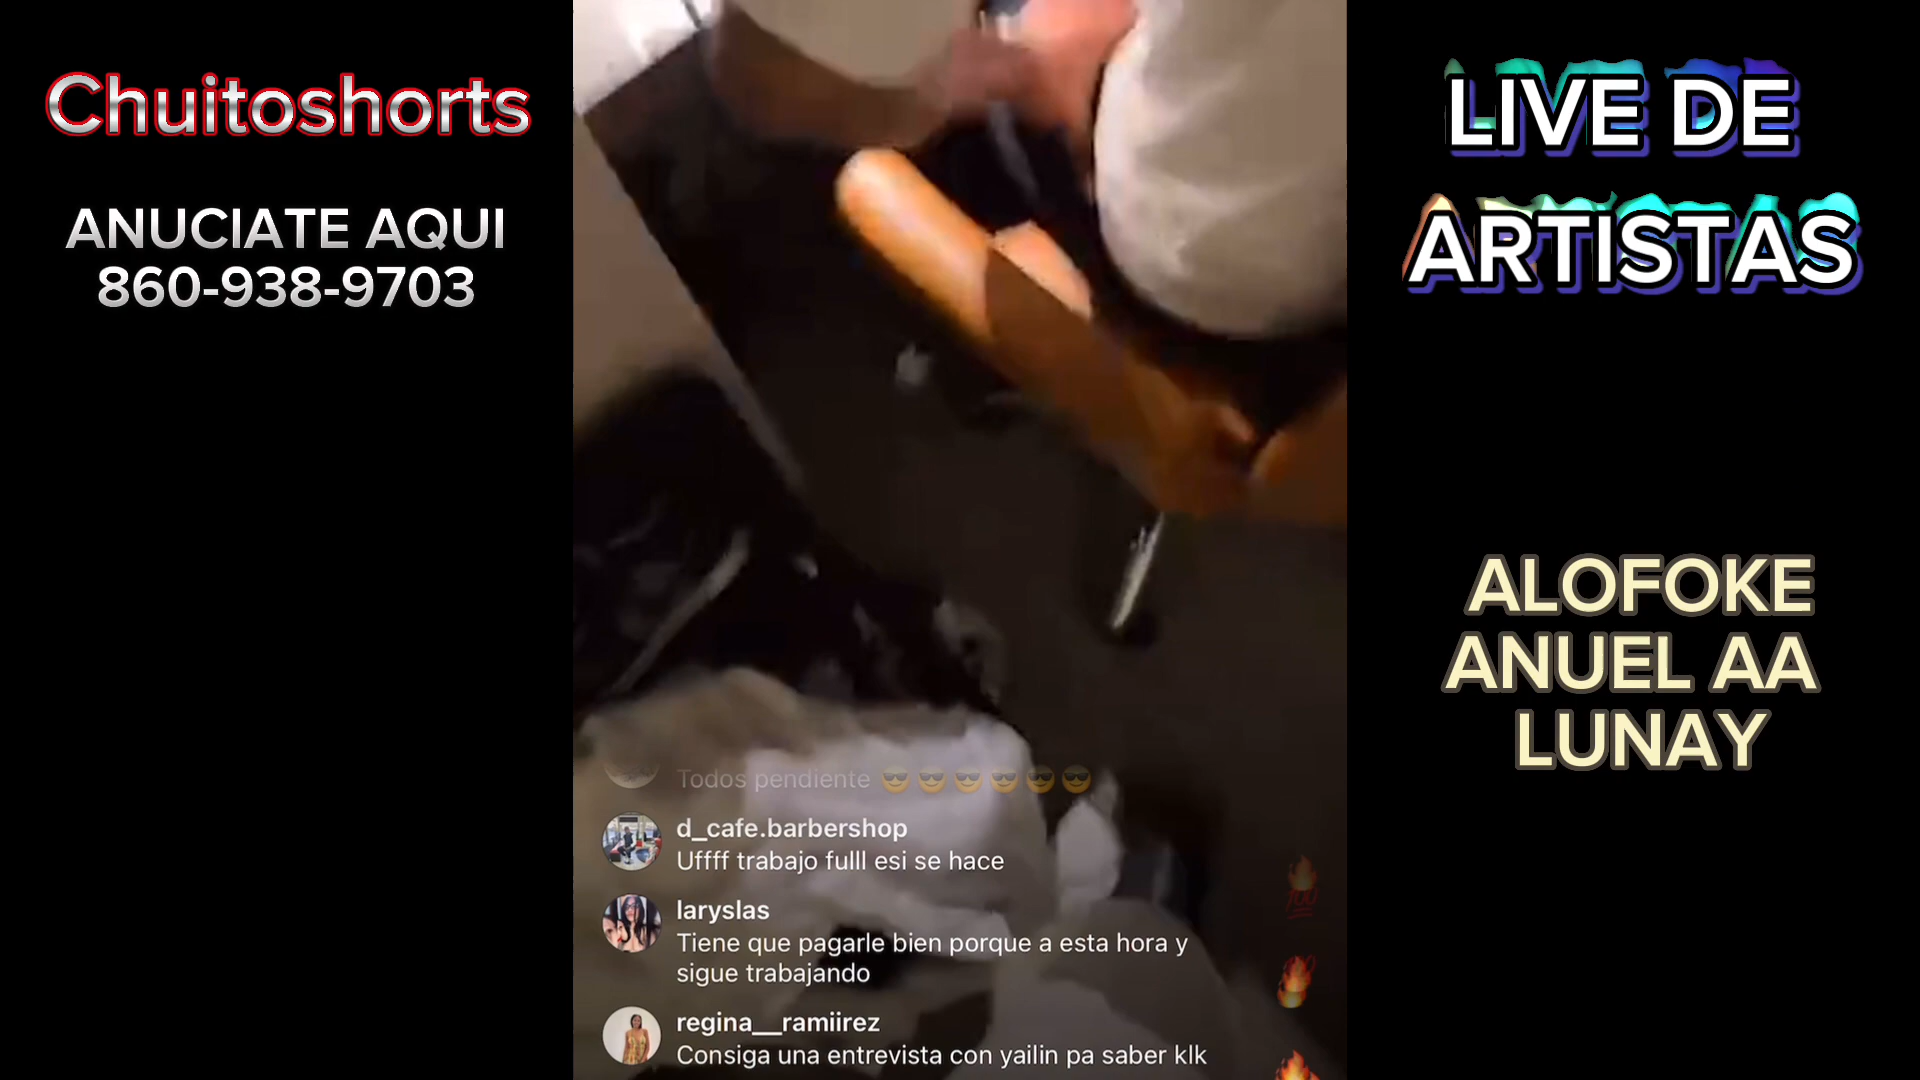 Chuitoshorts
ANUCIATE AQUI
860-938-9703
Todos pendiente 😎😎😎😎😎😎
d_cafe.barbershop
Uffff trabajo fulll esi se hace
laryslas
Tiene que pagarle bien porque a esta hora y
sigue trabajando
regina__ramiirez
Consiga una entrevista con yailin pa saber klk
💯
LIVE DE
ARTISTAS
ALOFOKE
ANUEL AA
LUNAY